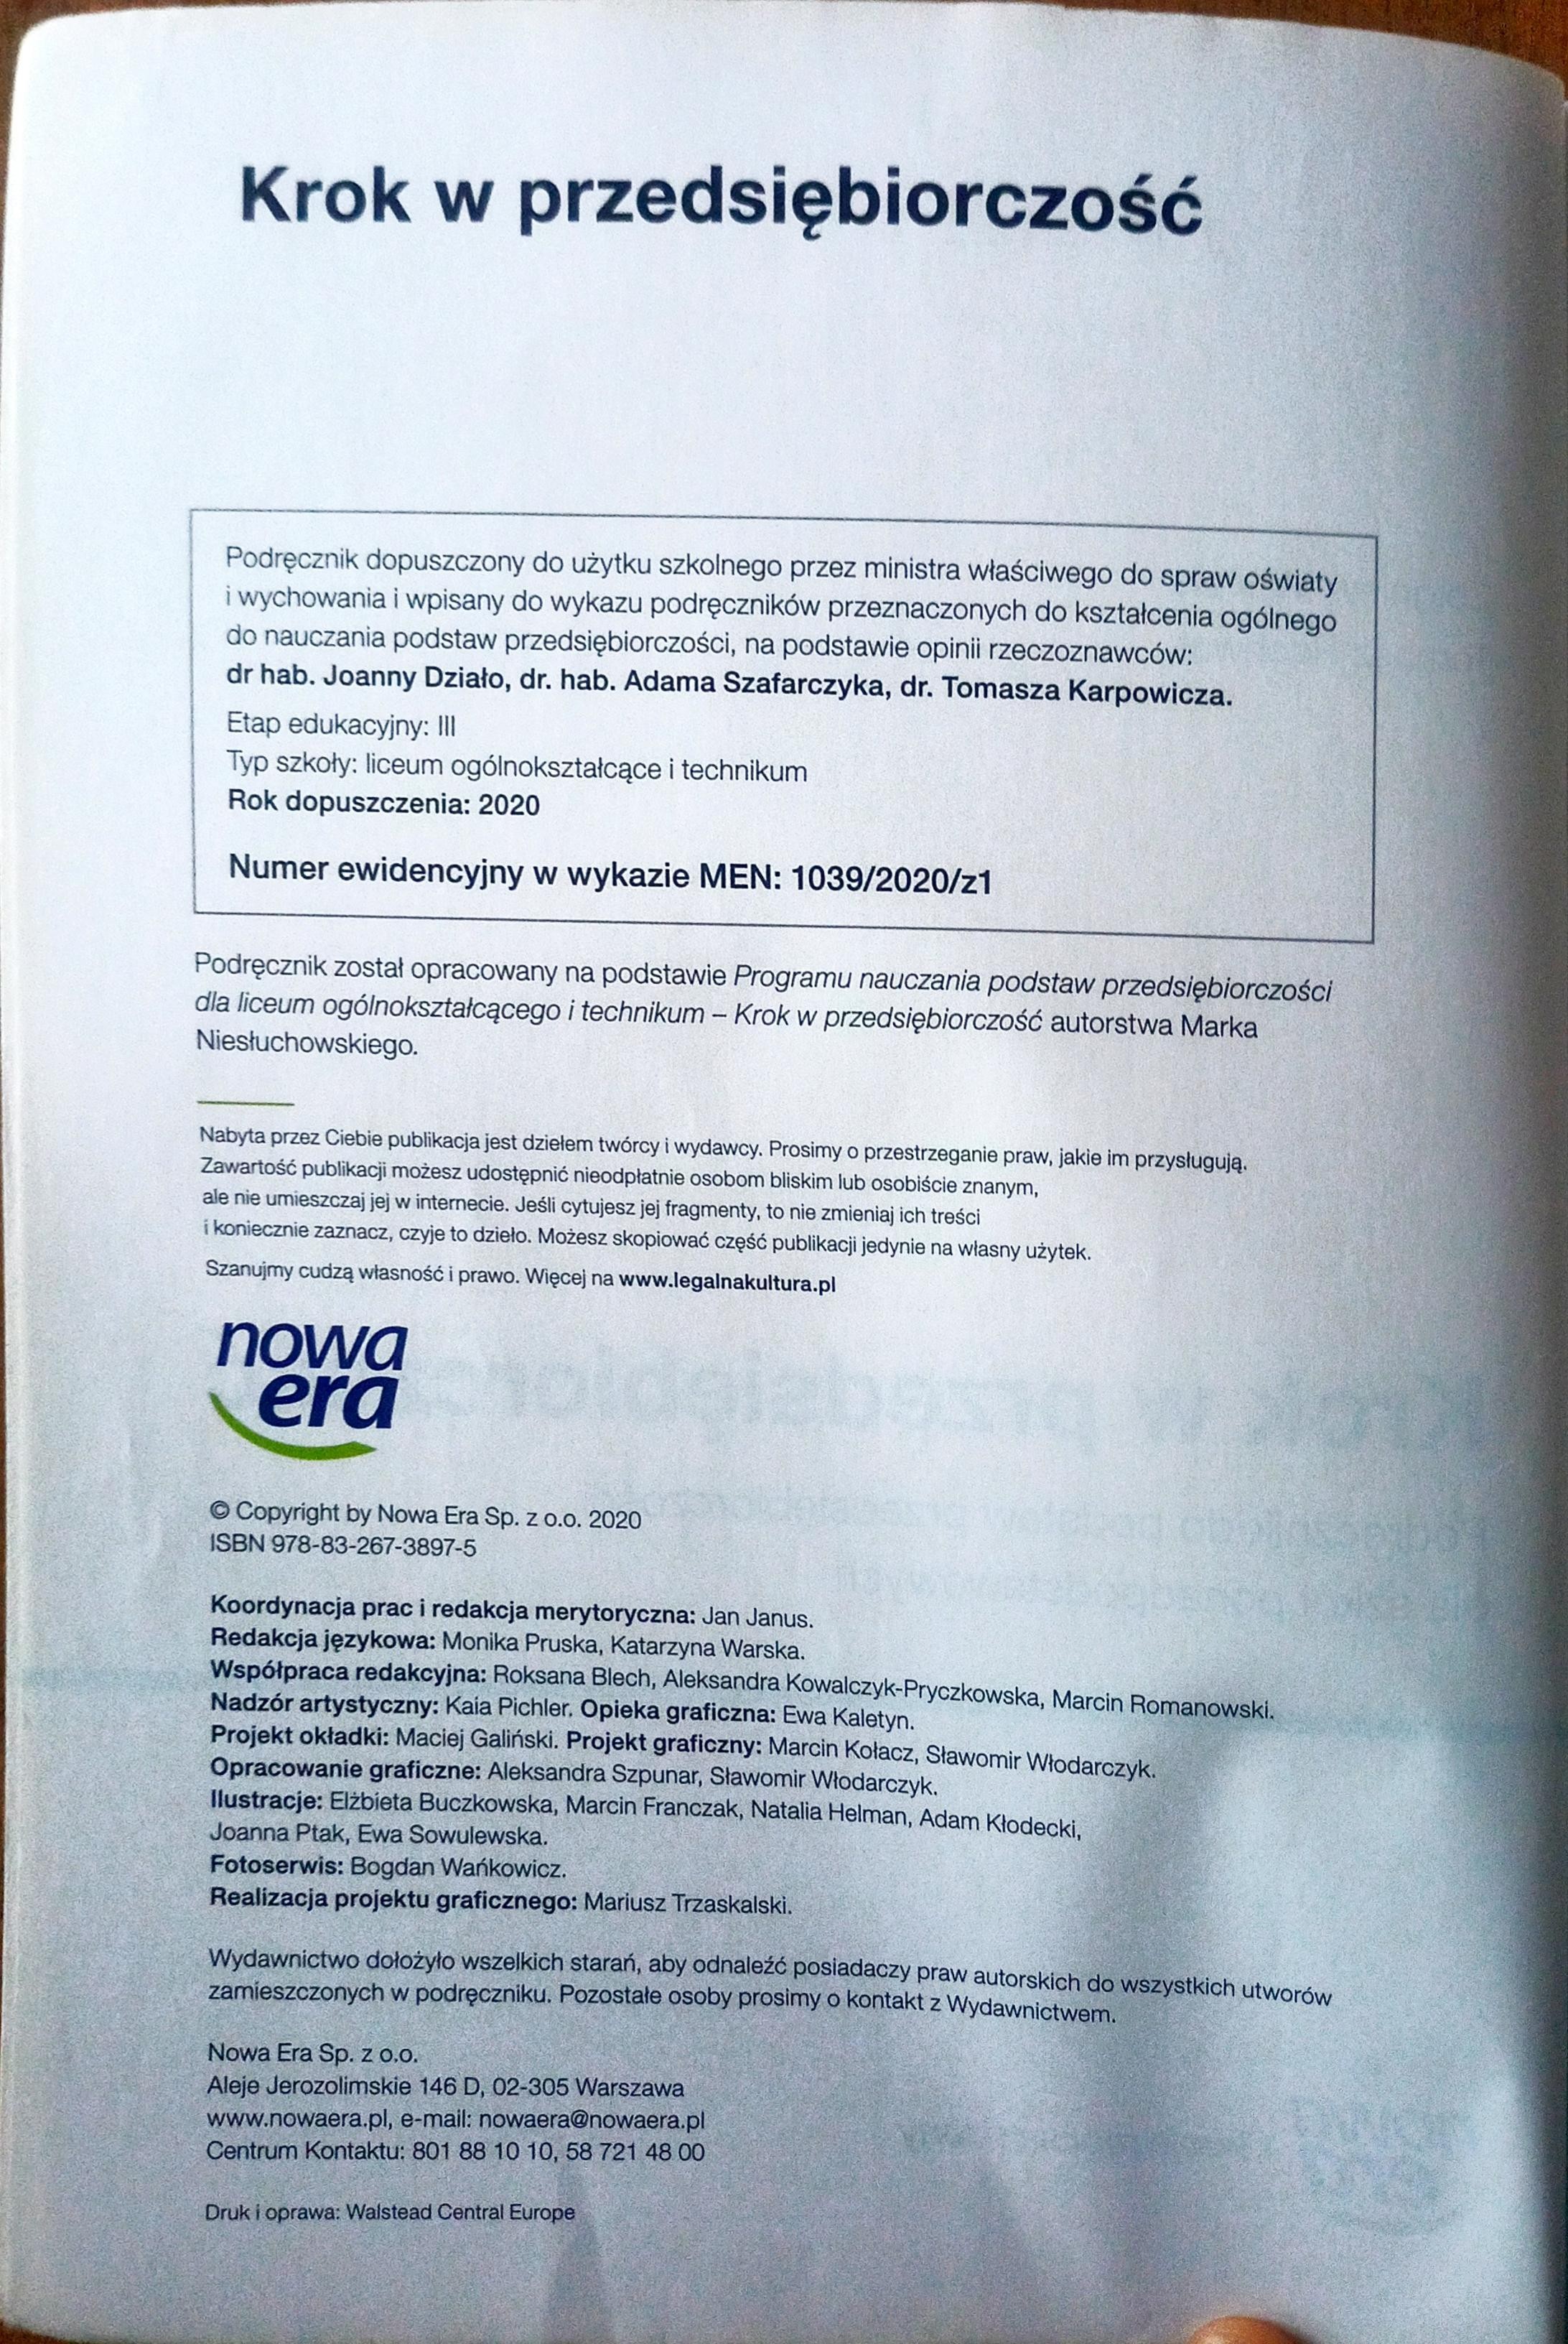 Krok w przedsiębiorczość
Podręcznik dopuszczony do użytku szkolnego przez ministra właściwego do spraw oświaty
i wychowania i wpisany do wykazu podręczników przeznaczonych do kształcenia ogólnego
do nauczania podstaw przedsiębiorczości, na podstawie opinii rzeczoznawców:
dr hab. Joanny Działo, dr. hab. Adama Szafarczyka, dr. Tomasza Karpowicza.
Etap edukacyjny: III
Typ szkoły: liceum ogólnokształcące i technikum
Rok dopuszczenia: 2020
Numer ewidencyjny w wykazie MEN: 1039/2020/z1
Podręcznik został opracowany na podstawie Programu nauczania podstaw przedsiębiorczości
dla liceum ogólnokształcącego i technikum – Krok w przedsiębiorczość autorstwa Marka
Niesłuchowskiego.
Nabyta przez Ciebie publikacja jest dziełem twórcy i wydawcy. Prosimy o przestrzeganie praw, jakie im przysługują.
Zawartość publikacji możesz udostępnić nieodpłatnie osobom bliskim lub osobiście znanym,
ale nie umieszczaj jej w internecie. Jeśli cytujesz jej fragmenty, to nie zmieniaj ich treści
i koniecznie zaznacz, czyje to dzieło. Możesz skopiować część publikacji jedynie na własny użytek.
Szanujmy cudzą własność i prawo. Więcej na www.legalnakultura.pl
nowa
era
© Copyright by Nowa Era Sp. z o.o. 2020
ISBN 978-83-267-3897-5
Koordynacja prac i redakcja merytoryczna: Jan Janus.
Redakcja językowa: Monika Pruska, Katarzyna Warska.
Współpraca redakcyjna: Roksana Blech, Aleksandra Kowalczyk-Pryczkowska, Marcin Romanowski.
Nadzór artystyczny: Kaia Pichler. Opieka graficzna: Ewa Kaletyn.
Projekt okładki: Maciej Galiński. Projekt graficzny: Marcin Kołacz, Sławomir Włodarczyk.
Opracowanie graficzne: Aleksandra Szpunar, Sławomir Włodarczyk.
Ilustracje: Elżbieta Buczkowska, Marcin Franczak, Natalia Helman, Adam Kłodecki,
Joanna Ptak, Ewa Sowulewska.
Fotoserwis: Bogdan Wańkowicz.
Realizacja projektu graficznego: Mariusz Trzaskalski.
Wydawnictwo dołożyło wszelkich starań, aby odnaleźć posiadaczy praw autorskich do wszystkich utworów
zamieszczonych w podręczniku. Pozostałe osoby prosimy o kontakt z Wydawnictwem.
Nowa Era Sp. z o.o.
Aleje Jerozolimskie 146 D, 02-305 Warszawa
www.nowaera.pl, e-mail: nowaera@nowaera.pl
Centrum Kontaktu: 801 88 10 10, 58 721 48 00
Druk i oprawa: Walstead Central Europe